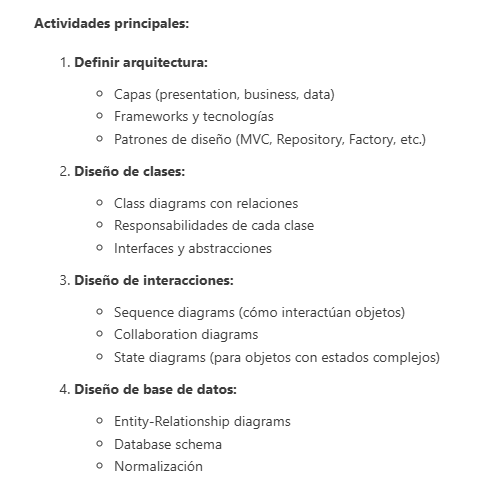 Actividades principales:
1. Definir arquitectura:
○ Capas (presentation, business, data)
○ Frameworks y tecnologías
○ Patrones de diseño (MVC, Repository, Factory, etc.)
2. Diseño de clases:
○ Class diagrams con relaciones
○ Responsabilidades de cada clase
○ Interfaces y abstracciones
3. Diseño de interacciones:
○ Sequence diagrams (cómo interactúan objetos)
○ Collaboration diagrams
○ State diagrams (para objetos con estados complejos)
4. Diseño de base de datos:
○ Entity-Relationship diagrams
○ Database schema
○ Normalización